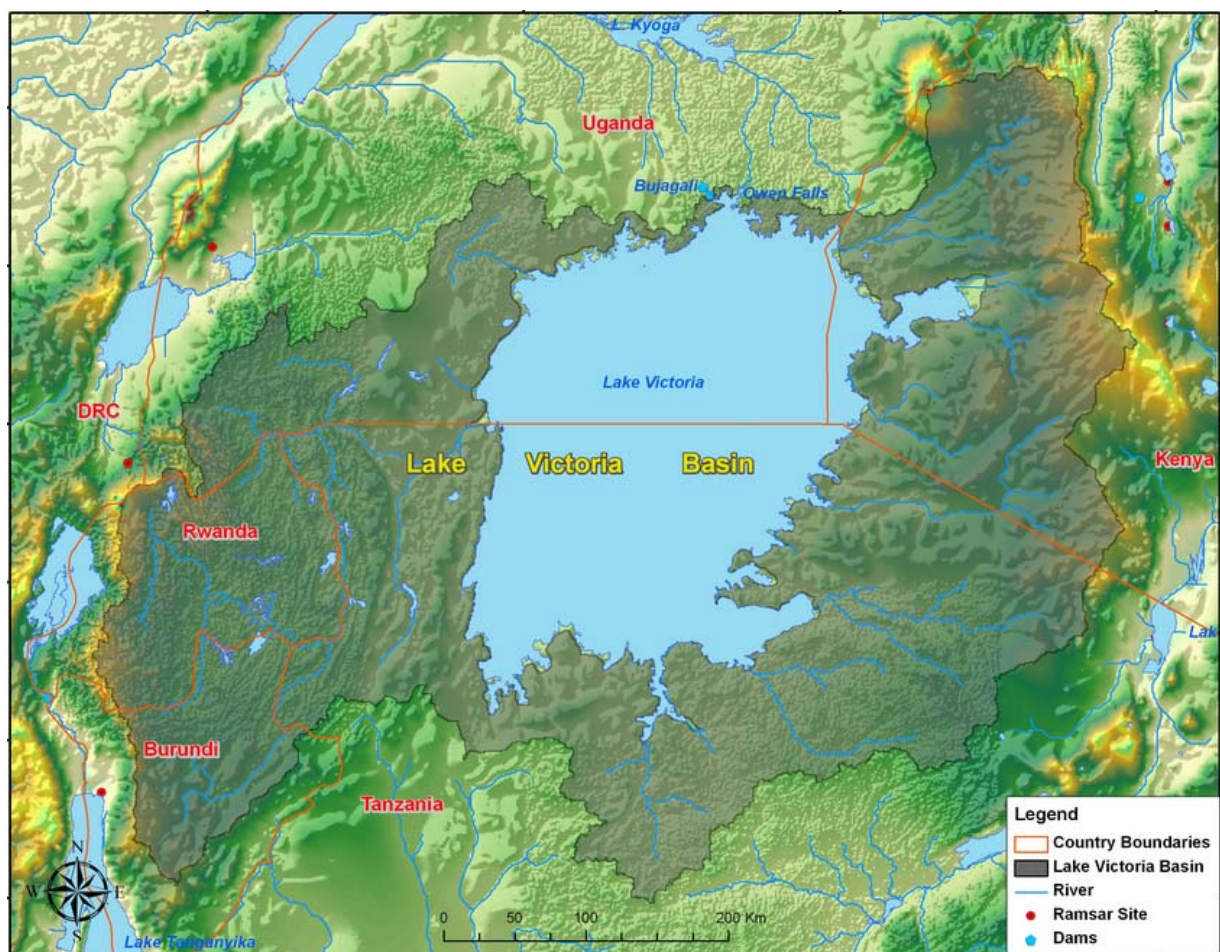 L. Kyoga
Uganda
Bujagali
Owen Falls
Lake Victoria
DRC
Lake Victoria Basin
Kenya
Rwanda
Lake
Burundi
Tanzania
Lake Tanganyika
N
W E
S
0 50 100 200 Km
Legend
Country Boundaries
Lake Victoria Basin
River
Ramsar Site
Dams